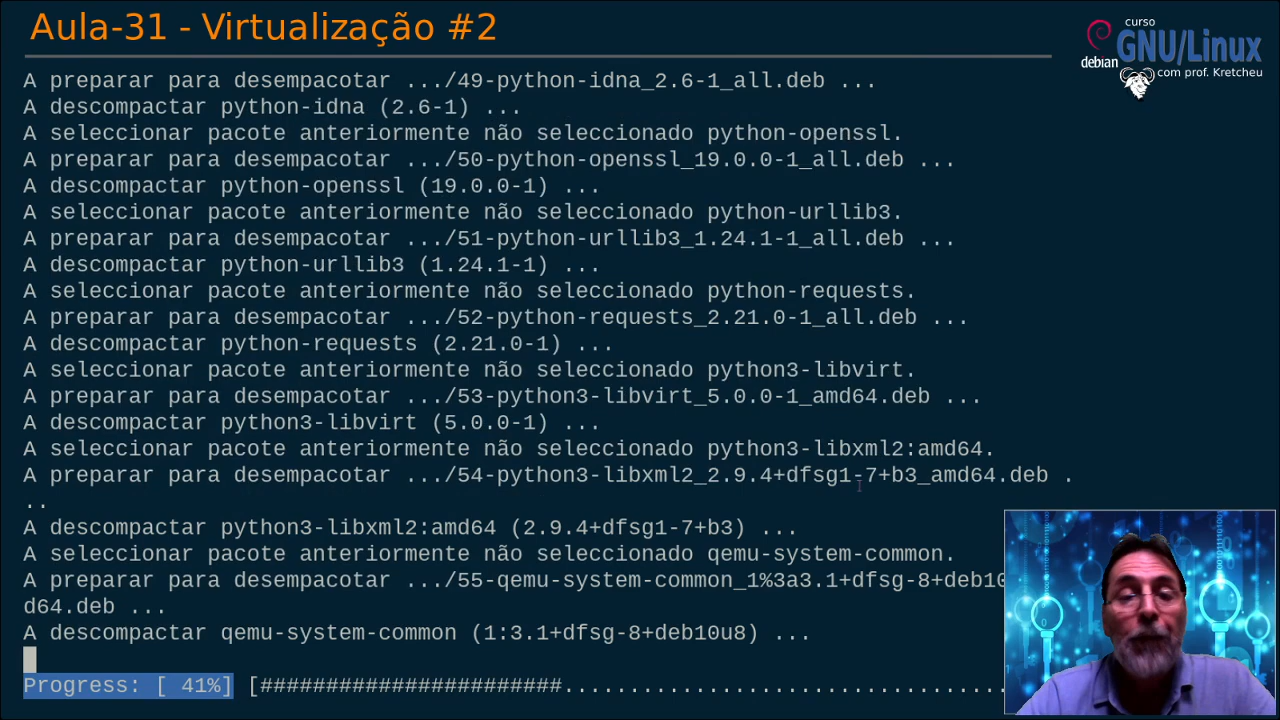 Aula-31 - Virtualização #2
curso
GNU/Linux
debian
com prof. Kretcheu
A preparar para desempacotar .../49-python-idna_2.6-1_all.deb ...
A descompactar python-idna (2.6-1) ...
A seleccionar pacote anteriormente não seleccionado python-openssl.
A preparar para desempacotar .../50-python-openssl_19.0.0-1_all.deb ...
A descompactar python-openssl (19.0.0-1) ...
A seleccionar pacote anteriormente não seleccionado python-urllib3.
A preparar para desempacotar .../51-python-urllib3_1.24.1-1_all.deb ...
A descompactar python-urllib3 (1.24.1-1) ...
A seleccionar pacote anteriormente não seleccionado python-requests.
A preparar para desempacotar .../52-python-requests_2.21.0-1_all.deb ...
A descompactar python-requests (2.21.0-1) ...
A seleccionar pacote anteriormente não seleccionado python3-libvirt.
A preparar para desempacotar .../53-python3-libvirt_5.0.0-1_amd64.deb ...
A descompactar python3-libvirt (5.0.0-1) ...
A seleccionar pacote anteriormente não seleccionado python3-libxml2:amd64.
A preparar para desempacotar .../54-python3-libxml2_2.9.4+dfsg1-7+b3_amd64.deb .
..
A descompactar python3-libxml2:amd64 (2.9.4+dfsg1-7+b3) ...
A seleccionar pacote anteriormente não seleccionado qemu-system-common.
A preparar para desempacotar .../55-qemu-system-common_1%3a3.1+dfsg-8+deb10
d64.deb ...
A descompactar qemu-system-common (1:3.1+dfsg-8+deb10u8) ...
Progress: [ 41%] [#######################..................................